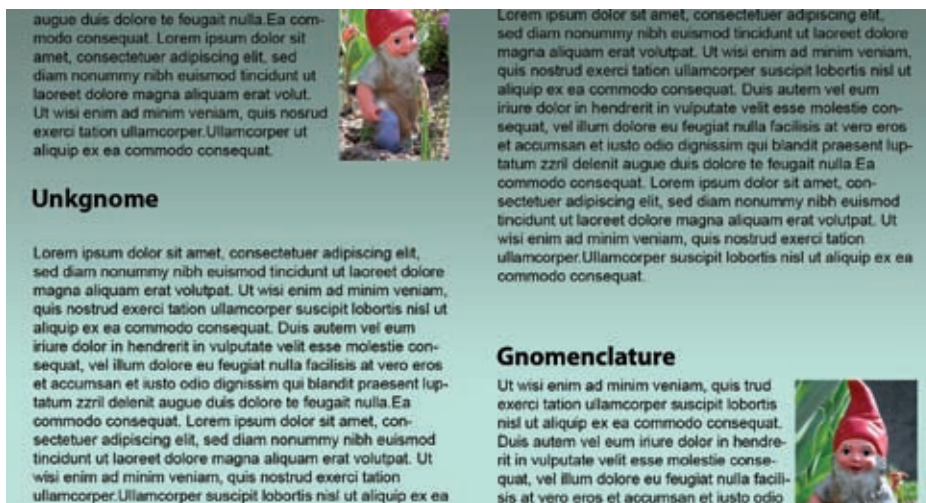 augue duis dolore te feugait nulla.Ea com-
modo consequat. Lorem ipsum dolor sit
amet, consectetuer adipiscing elit, sed
diam nonummy nibh euismod tincidunt ut
laoreet dolore magna aliquam erat volut.
Ut wisi enim ad minim veniam, quis nosrud
exerci tation ullamcorper.Ullamcorper ut
aliquip ex ea commodo consequat.
Unkgnome
Lorem ipsum dolor sit amet, consectetuer adipiscing elit,
sed diam nonummy nibh euismod tincidunt ut laoreet dolore
magna aliquam erat volutpat. Ut wisi enim ad minim veniam,
quis nostrud exerci tation ullamcorper suscipit lobortis nisl ut
aliquip ex ea commodo consequat. Duis autem vel eum
iriure dolor in hendrerit in vulputate velit esse molestie con-
sequat, vel illum dolore eu feugiat nulla facilisis at vero eros
et accumsan et iusto odio dignissim qui blandit praesent lup-
tatum zzril delenit augue duis dolore te feugait nulla.Ea
commodo consequat. Lorem ipsum dolor sit amet, con-
sectetuer adipiscing elit, sed diam nonummy nibh euismod
tincidunt ut laoreet dolore magna aliquam erat volutpat. Ut
wisi enim ad minim veniam, quis nostrud exerci tation
ullamcorper.Ullamcorper suscipit lobortis nisl ut aliquip ex ea
Lorem ipsum dolor sit amet, consectetuer adipiscing elit,
sed diam nonummy nibh euismod tincidunt ut laoreet dolore
magna aliquam erat volutpat. Ut wisi enim ad minim veniam,
quis nostrud exerci tation ullamcorper suscipit lobortis nisl ut
aliquip ex ea commodo consequat. Duis autem vel eum
iriure dolor in hendrerit in vulputate velit esse molestie con-
sequat, vel illum dolore eu feugiat nulla facilisis at vero eros
et accumsan et iusto odio dignissim qui blandit praesent lup-
tatum zzril delenit augue duis dolore te feugait nulla.Ea
commodo consequat. Lorem ipsum dolor sit amet, con-
sectetuer adipiscing elit, sed diam nonummy nibh euismod
tincidunt ut laoreet dolore magna aliquam erat volutpat. Ut
wisi enim ad minim veniam, quis nostrud exerci tation
ullamcorper.Ullamcorper suscipit lobortis nisl ut aliquip ex ea
commodo consequat.
Gnomenclature
Ut wisi enim ad minim veniam, quis trud
exerci tation ullamcorper suscipit lobortis
nisl ut aliquip ex ea commodo consequat.
Duis autem vel eum iriure dolor in hendre-
rit in vulputate velit esse molestie conse-
quat, vel illum dolore eu feugiat nulla facili-
sis at vero eros et accumsan et iusto odio